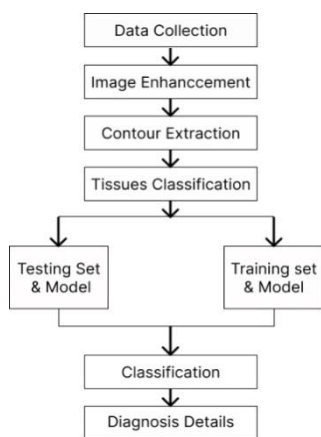 Data Collection
Image Enhanccement
Contour Extraction
Tissues Classification
Testing Set
& Model
Training set
& Model
Classification
Diagnosis Details